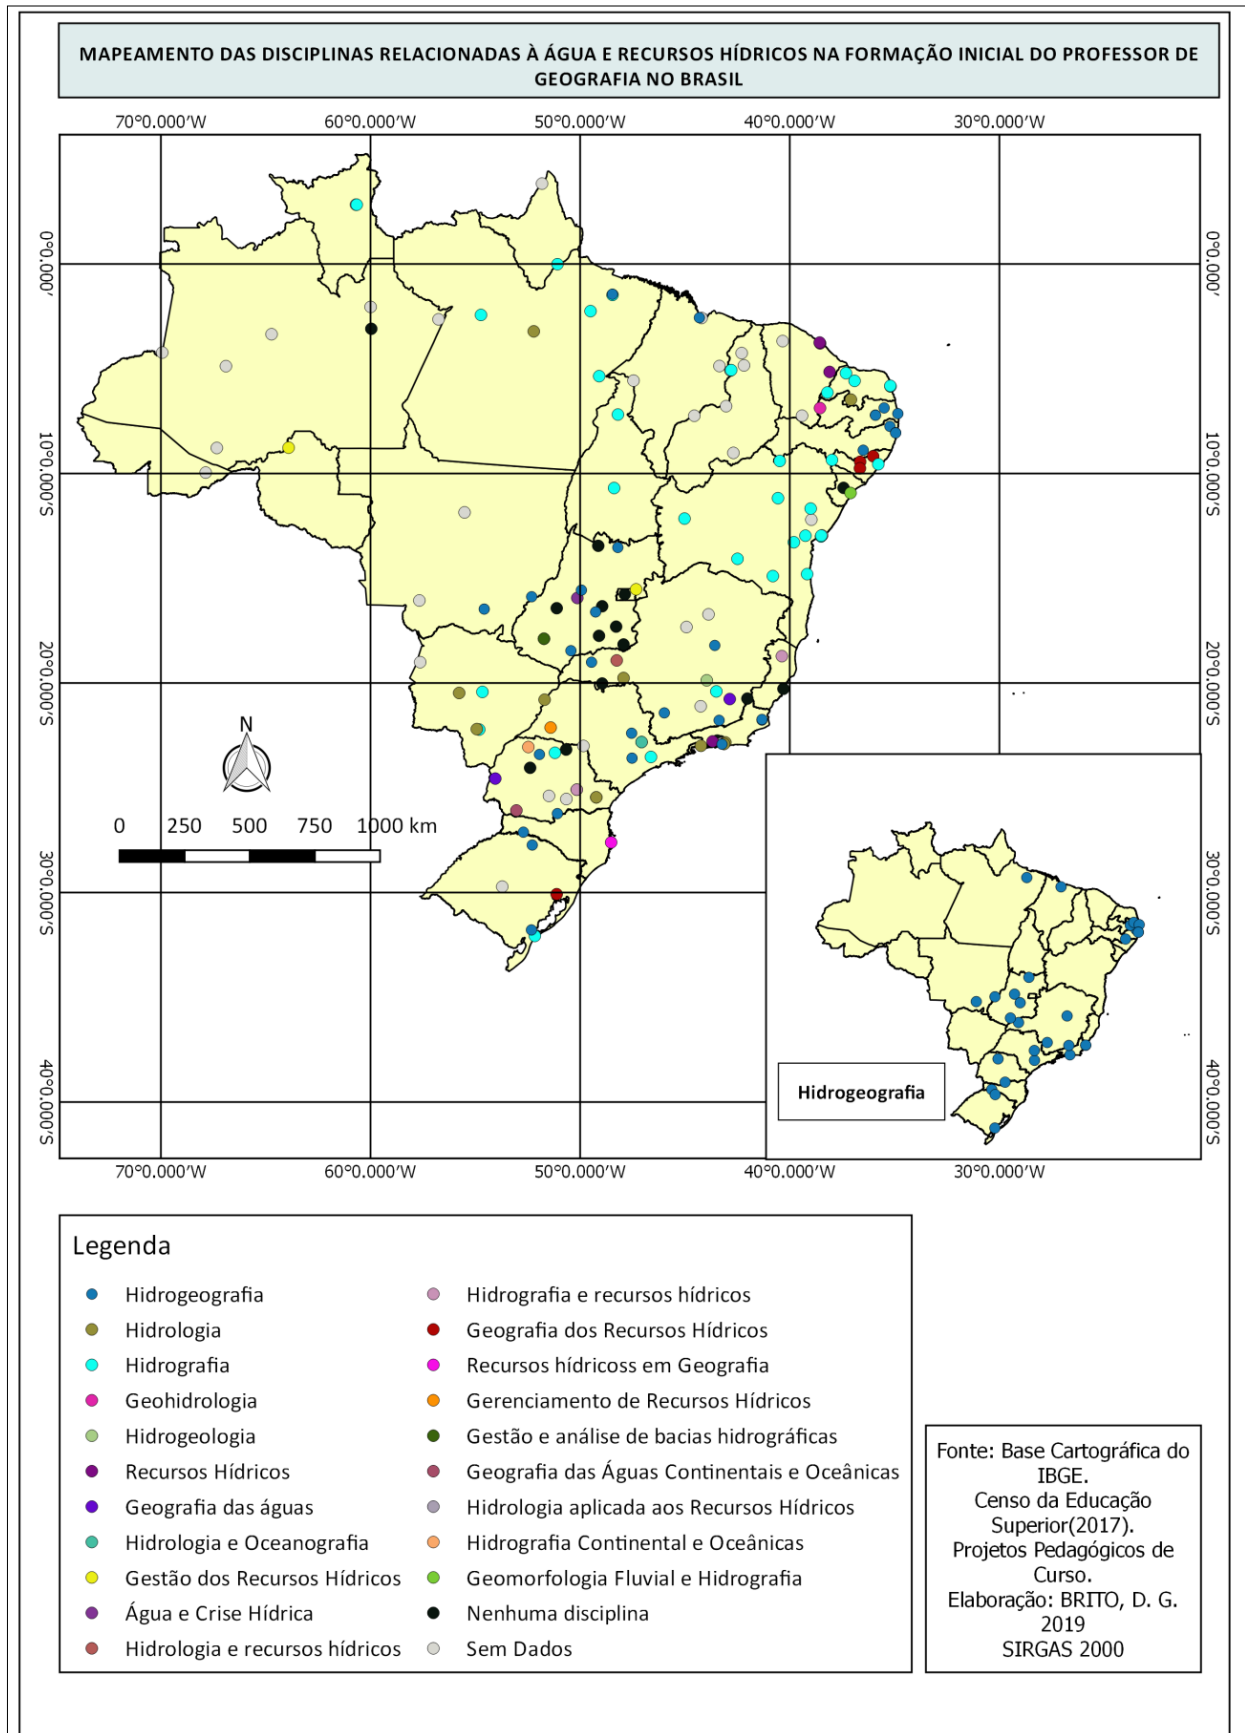 MAPEAMENTO DAS DISCIPLINAS RELACIONADAS À ÁGUA E RECURSOS HÍDRICOS NA FORMAÇÃO INICIAL DO PROFESSOR DE
GEOGRAFIA NO BRASIL
70°0.000'W 60°0.000'W 50°0.000'W 40°0.000'W 30°0.000'W
0°0.000' 0°0.000'
10°0.000'S 10°0.000'S
20°0.000'S 20°0.000'S
N
0 250 500 750 1000 km
30°0.000'S 30°0.000'S
40°0.000'S 40°0.000'S
Hidrogeografia
70°0.000'W 60°0.000'W 50°0.000'W 40°0.000'W 30°0.000'W
Legenda
Hidrogeografia
Hidrologia
Hidrografia
Geohidrologia
Hidrogeologia
Recursos Hídricos
Geografia das águas
Hidrologia e Oceanografia
Gestão dos Recursos Hídricos
Água e Crise Hídrica
Hidrologia e recursos hídricos
Hidrografia e recursos hídricos
Geografia dos Recursos Hídricos
Recursos hídricoss em Geografia
Gerenciamento de Recursos Hídricos
Gestão e análise de bacias hidrográficas
Geografia das Águas Continentais e Oceânicas
Hidrologia aplicada aos Recursos Hídricos
Hidrografia Continental e Oceânicas
Geomorfologia Fluvial e Hidrografia
Nenhuma disciplina
Sem Dados
Fonte: Base Cartográfica do
IBGE.
Censo da Educação
Superior(2017).
Projetos Pedagógicos de
Curso.
Elaboração: BRITO, D. G.
2019
SIRGAS 2000